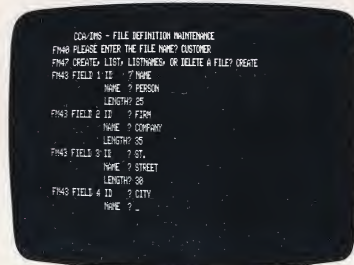 CCA/DMS - FILE DEFINITION MAINTENANCE
FM40 PLEASE ENTER THE FILE NAME? CUSTOMER
FM47 CREATE, LIST, LISTNAMES, OR DELETE A FILE? CREATE
FM43 FIELD 1 ID ? NAME
NAME ? PERSON
LENGTH? 25
FM43 FIELD 2 ID ? FIRM
NAME ? COMPANY
LENGTH? 35
FM43 FIELD 3 ID ? ST.
NAME ? STREET
LENGTH? 30
FM43 FIELD 4 ID ? CITY
NAME ? _